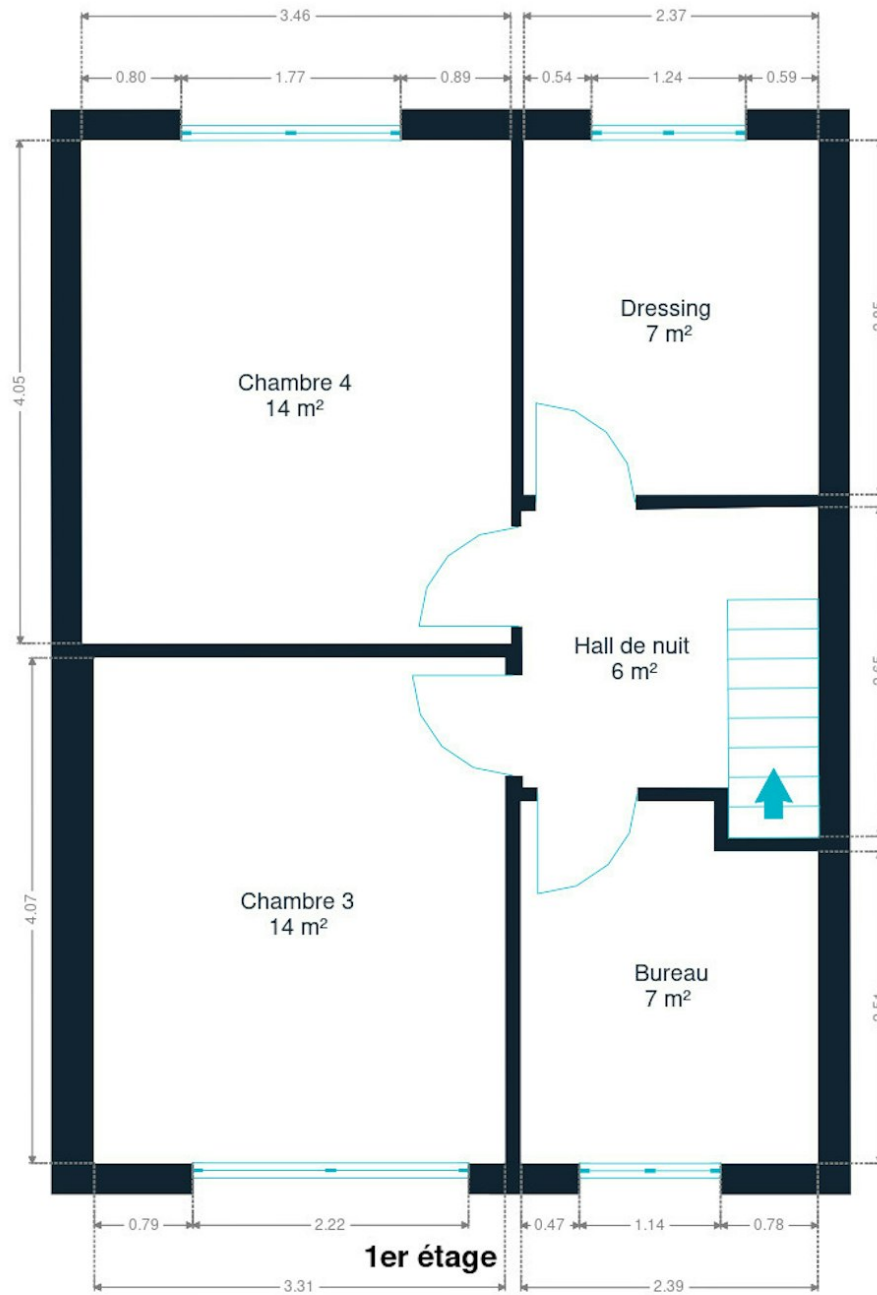 3.46
2.37
0.80
1.77
0.89
0.54
1.24
0.59
4.05
Dressing
7 m²
Chambre 4
14 m²
Hall de nuit
6 m²
4.07
Chambre 3
14 m²
Bureau
7 m²
0.79
2.22
0.47
1.14
0.78
1er étage
3.31
2.39